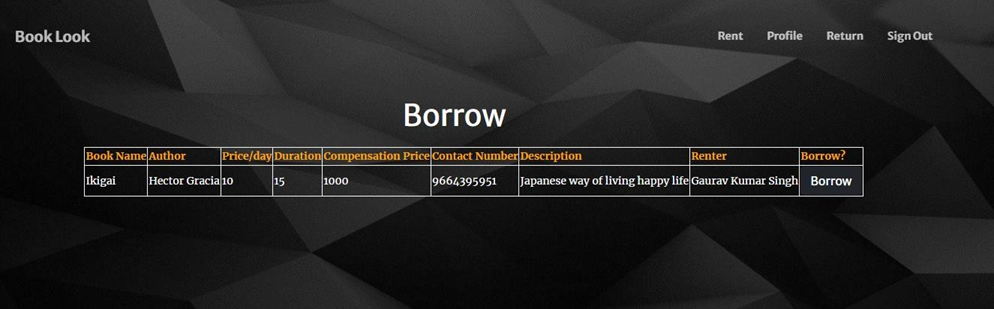 Book Look Rent Profile Return Sign Out
Borrow
Book Name Author Price/day Duration Compensation Price Contact Number Description Renter Borrow?
Ikigai Hector Gracia 10 15 1000 9664395951 Japanese way of living happy life Gaurav Kumar Singh Borrow